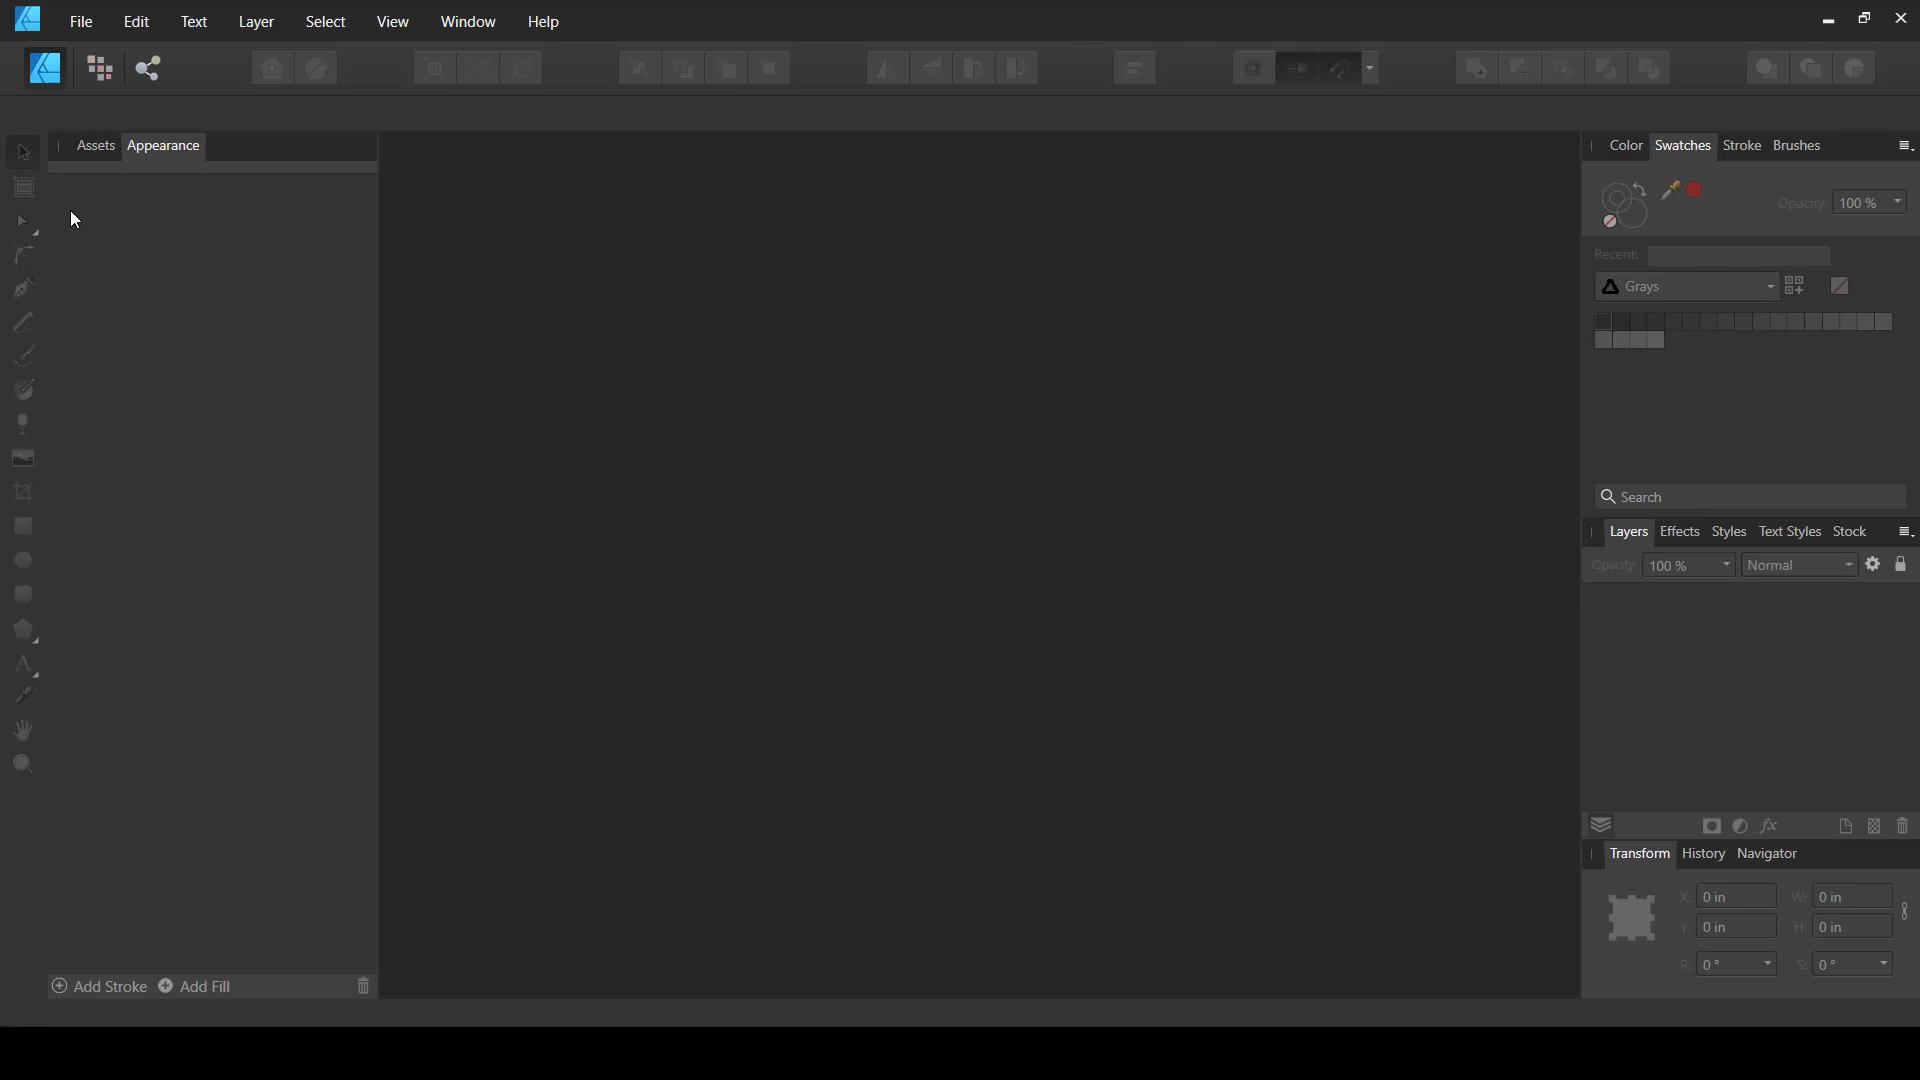 File Edit Text Layer Select View Window Help
Assets Appearance
Color Swatches Stroke Brushes
Opacity: 100 %
Recent:
Grays
Search
Layers Effects Styles Text Styles Stock
Opacity 100 % Normal
fx
Transform History Navigator
X: 0 in W: 0 in
Y: 0 in H: 0 in
R: 0 ° S: 0 °
Add Stroke Add Fill